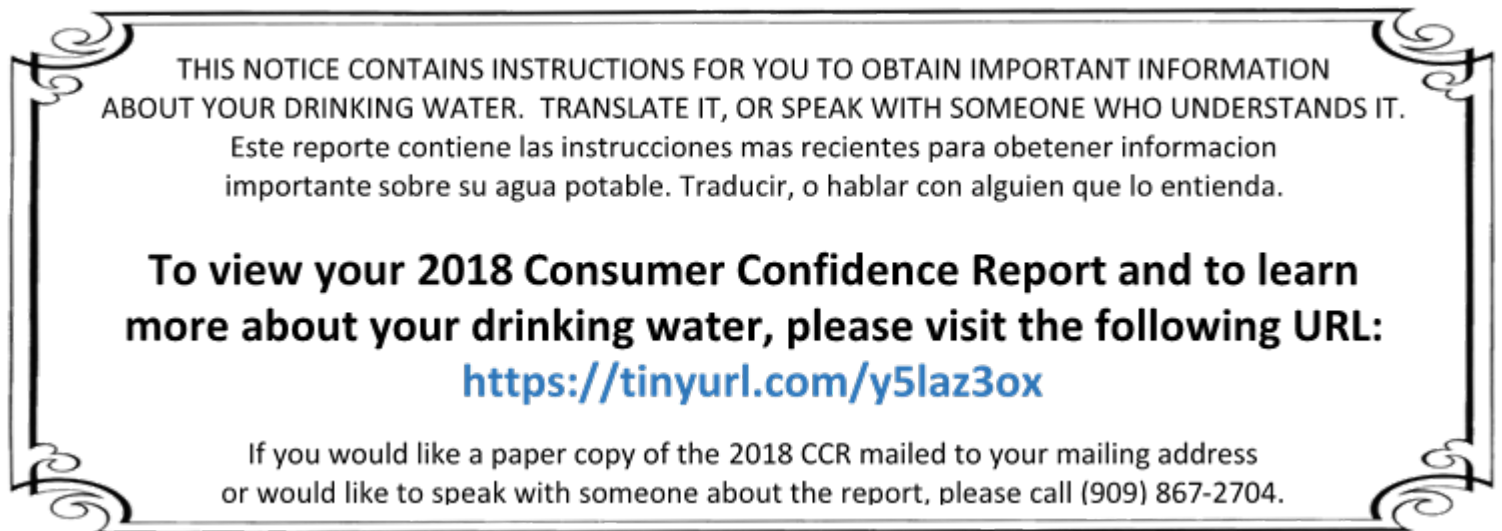 THIS NOTICE CONTAINS INSTRUCTIONS FOR YOU TO OBTAIN IMPORTANT INFORMATION
ABOUT YOUR DRINKING WATER. TRANSLATE IT, OR SPEAK WITH SOMEONE WHO UNDERSTANDS IT.
Este reporte contiene las instrucciones mas recientes para obetener informacion
importante sobre su agua potable. Traducir, o hablar con alguien que lo entienda.
To view your 2018 Consumer Confidence Report and to learn
more about your drinking water, please visit the following URL:
https://tinyurl.com/y5laz3ox
If you would like a paper copy of the 2018 CCR mailed to your mailing address
or would like to speak with someone about the report, please call (909) 867-2704.